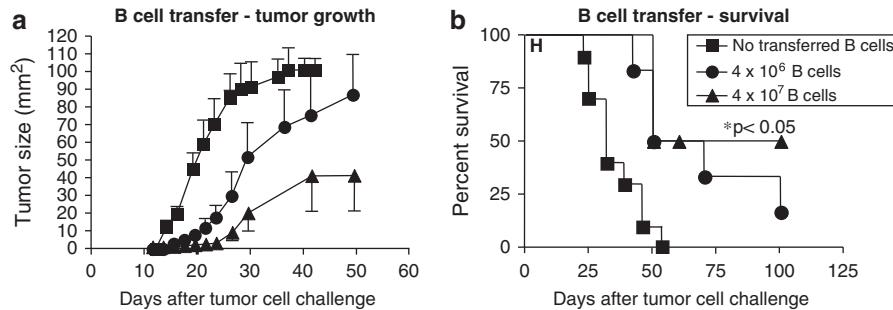 a
B cell transfer - tumor growth
Tumor size (mm²)
120
110
100
90
80
70
60
50
40
30
20
10
0
0 10 20 30 40 50 60
Days after tumor cell challenge
b
B cell transfer - survival
H
No transferred B cells
4 x 10⁶ B cells
4 x 10⁷ B cells
*p< 0.05
Percent survival
100
75
50
25
0
0 25 50 75 100 125
Days after tumor cell challenge